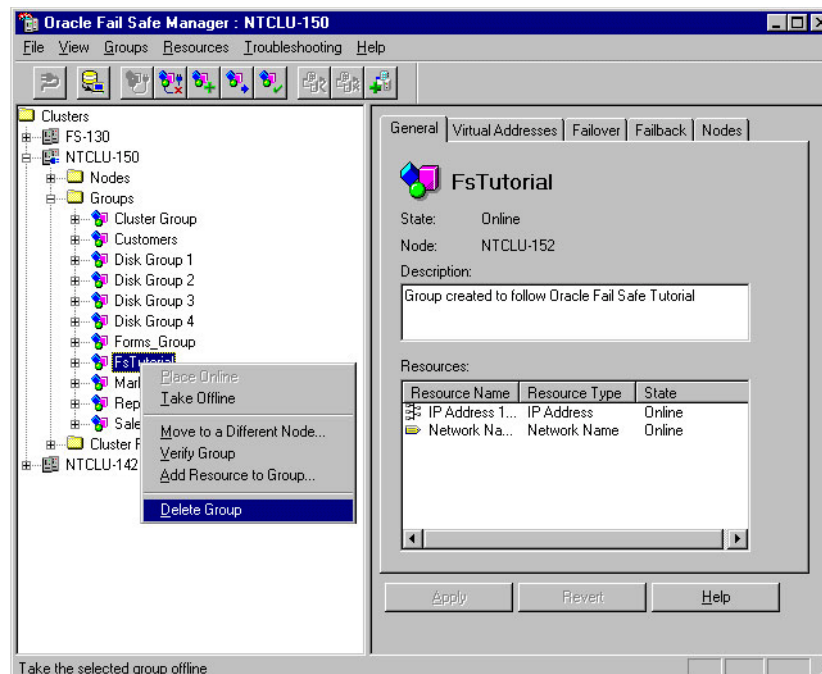 Oracle Fail Safe Manager : NTCLU-150
File View Groups Resources Troubleshooting Help
Clusters
FS-130
NTCLU-150
Nodes
Groups
Cluster Group
Customers
Disk Group 1
Disk Group 2
Disk Group 3
Disk Group 4
Forms_Group
FsTutorial
Mar
Rep
Sale
Cluster
NTCLU-142
Place Online
Take Offline
Move to a Different Node...
Verify Group
Add Resource to Group...
Delete Group
General Virtual Addresses Failover Failback Nodes
FsTutorial
State: Online
Node: NTCLU-152
Description:
Group created to follow Oracle Fail Safe Tutorial
Resources:
Resource Name Resource Type State
IP Address 1... IP Address Online
Network Na... Network Name Online
Apply Revert Help
Take the selected group offline